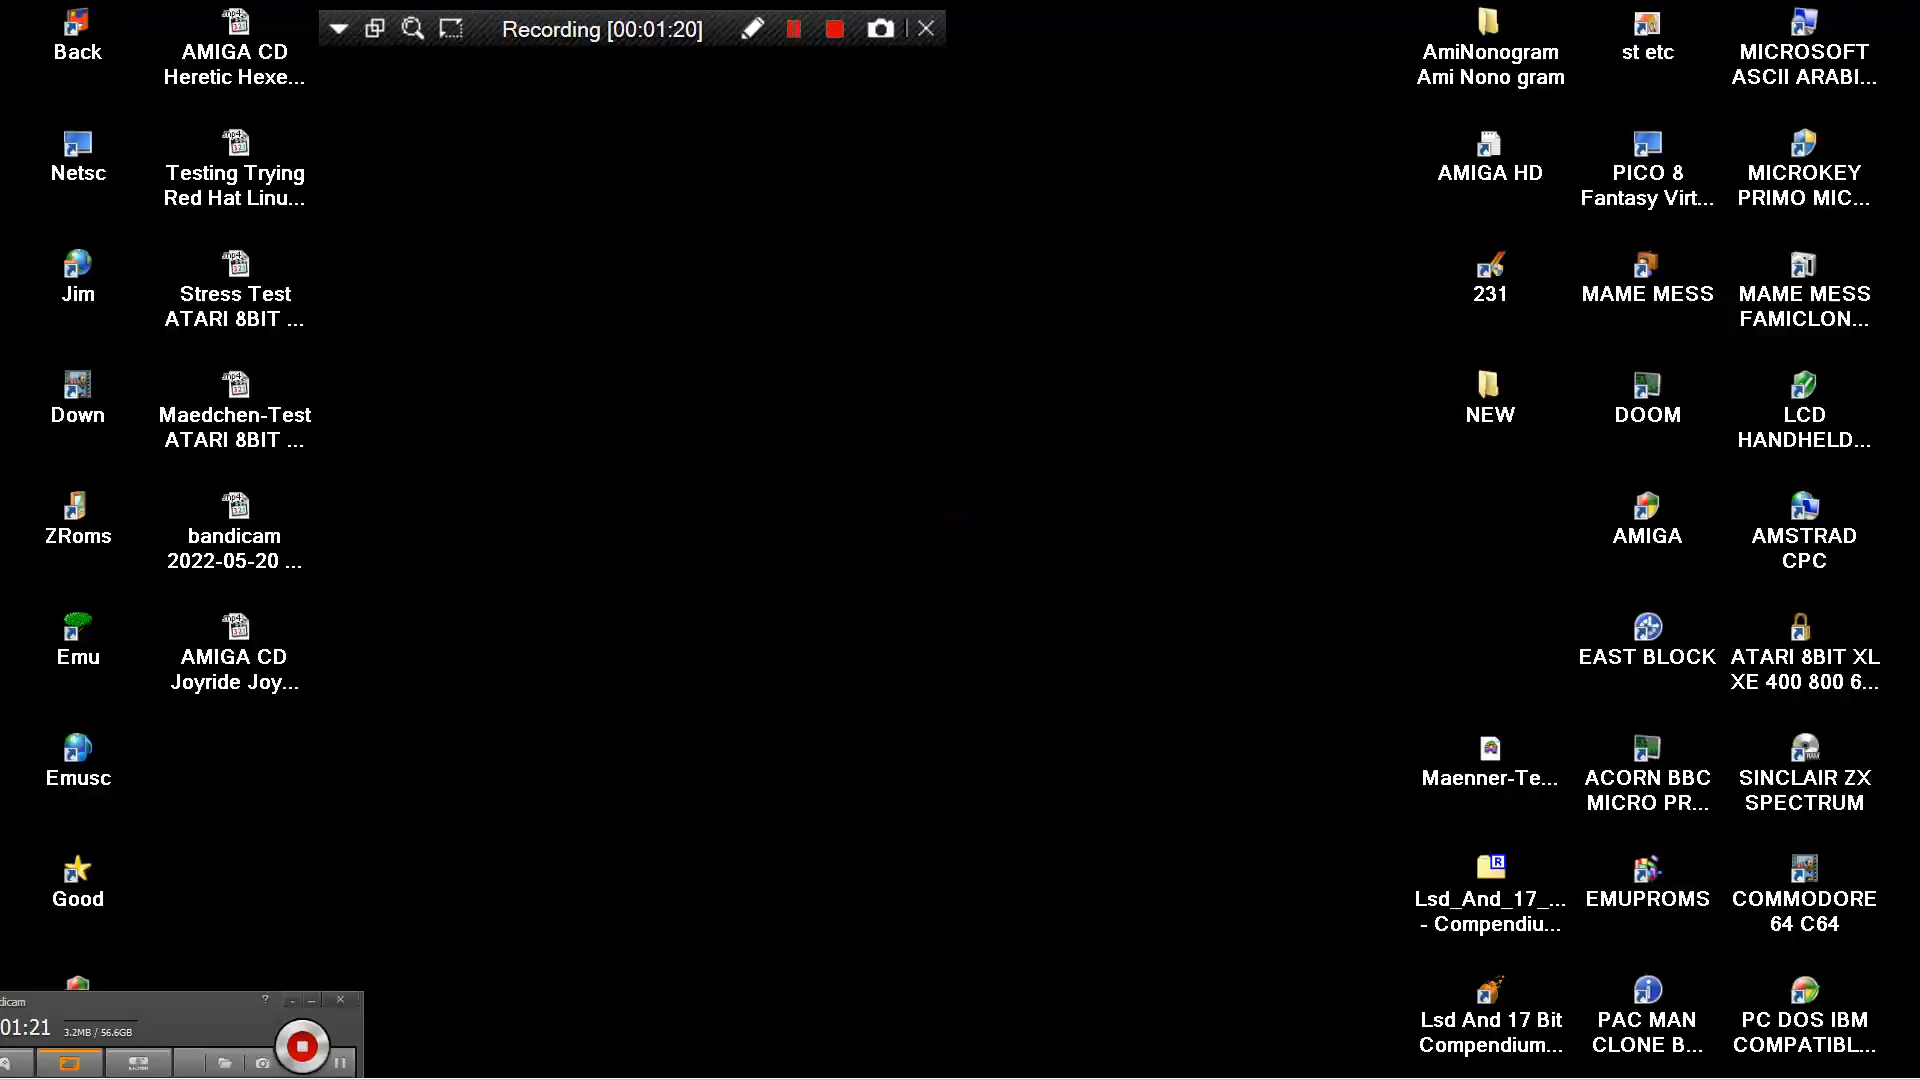 Recording [00:01:20]
Back
AMIGA CD
Heretic Hexe...
Netsc
Testing Trying
Red Hat Linu...
Jim
Stress Test
ATARI 8BIT ...
Down
Maedchen-Test
ATARI 8BIT ...
ZRoms
bandicam
2022-05-20 ...
Emu
AMIGA CD
Joyride Joy...
Emusc
Good
AmiNonogram
Ami Nono gram
st etc
MICROSOFT
ASCII ARABI...
AMIGA HD
PICO 8
Fantasy Virt...
MICROKEY
PRIMO MIC...
231
MAME MESS
MAME MESS
FAMICLON...
NEW
DOOM
LCD
HANDHELD...
AMIGA
AMSTRAD
CPC
EAST BLOCK
ATARI 8BIT XL
XE 400 800 6...
Maenner-Te...
ACORN BBC
MICRO PR...
SINCLAIR ZX
SPECTRUM
Lsd_And_17_...
- Compendiu...
EMUPROMS
COMMODORE
64 C64
Lsd And 17 Bit
Compendium...
PAC MAN
CLONE B...
PC DOS IBM
COMPATIBL...
dicam
01:21
3.2MB / 56.6GB